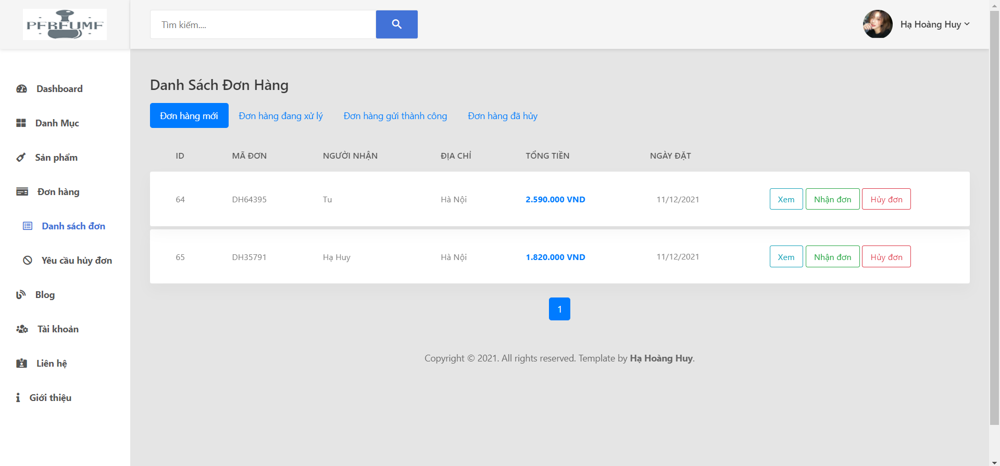 PERFUME
Tìm kiếm....
Hạ Hoàng Huy
Dashboard
Danh Mục
Sản phẩm
Đơn hàng
Danh sách đơn
Yêu cầu hủy đơn
Blog
Tài khoản
Liên hệ
Giới thiệu
Danh Sách Đơn Hàng
Đơn hàng mới Đơn hàng đang xử lý Đơn hàng gửi thành công Đơn hàng đã hủy
ID MÃ ĐƠN NGƯỜI NHẬN ĐỊA CHỈ TỔNG TIỀN NGÀY ĐẶT
64 DH64395 Tu Hà Nội 2.590.000 VND 11/12/2021 Xem Nhận đơn Hủy đơn
65 DH35791 Hạ Huy Hà Nội 1.820.000 VND 11/12/2021 Xem Nhận đơn Hủy đơn
1
Copyright © 2021. All rights reserved. Template by Hạ Hoàng Huy.